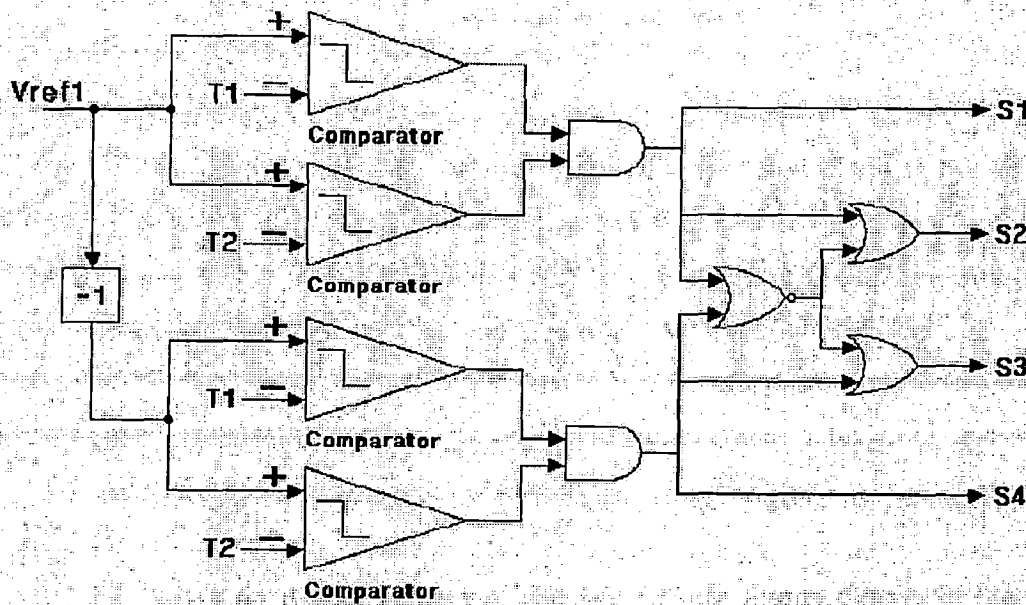 +
Vref1
T1
−
S1
Comparator
+
T2
−
S2
Comparator
-1
+
T1
−
S3
Comparator
+
T2
−
S4
Comparator